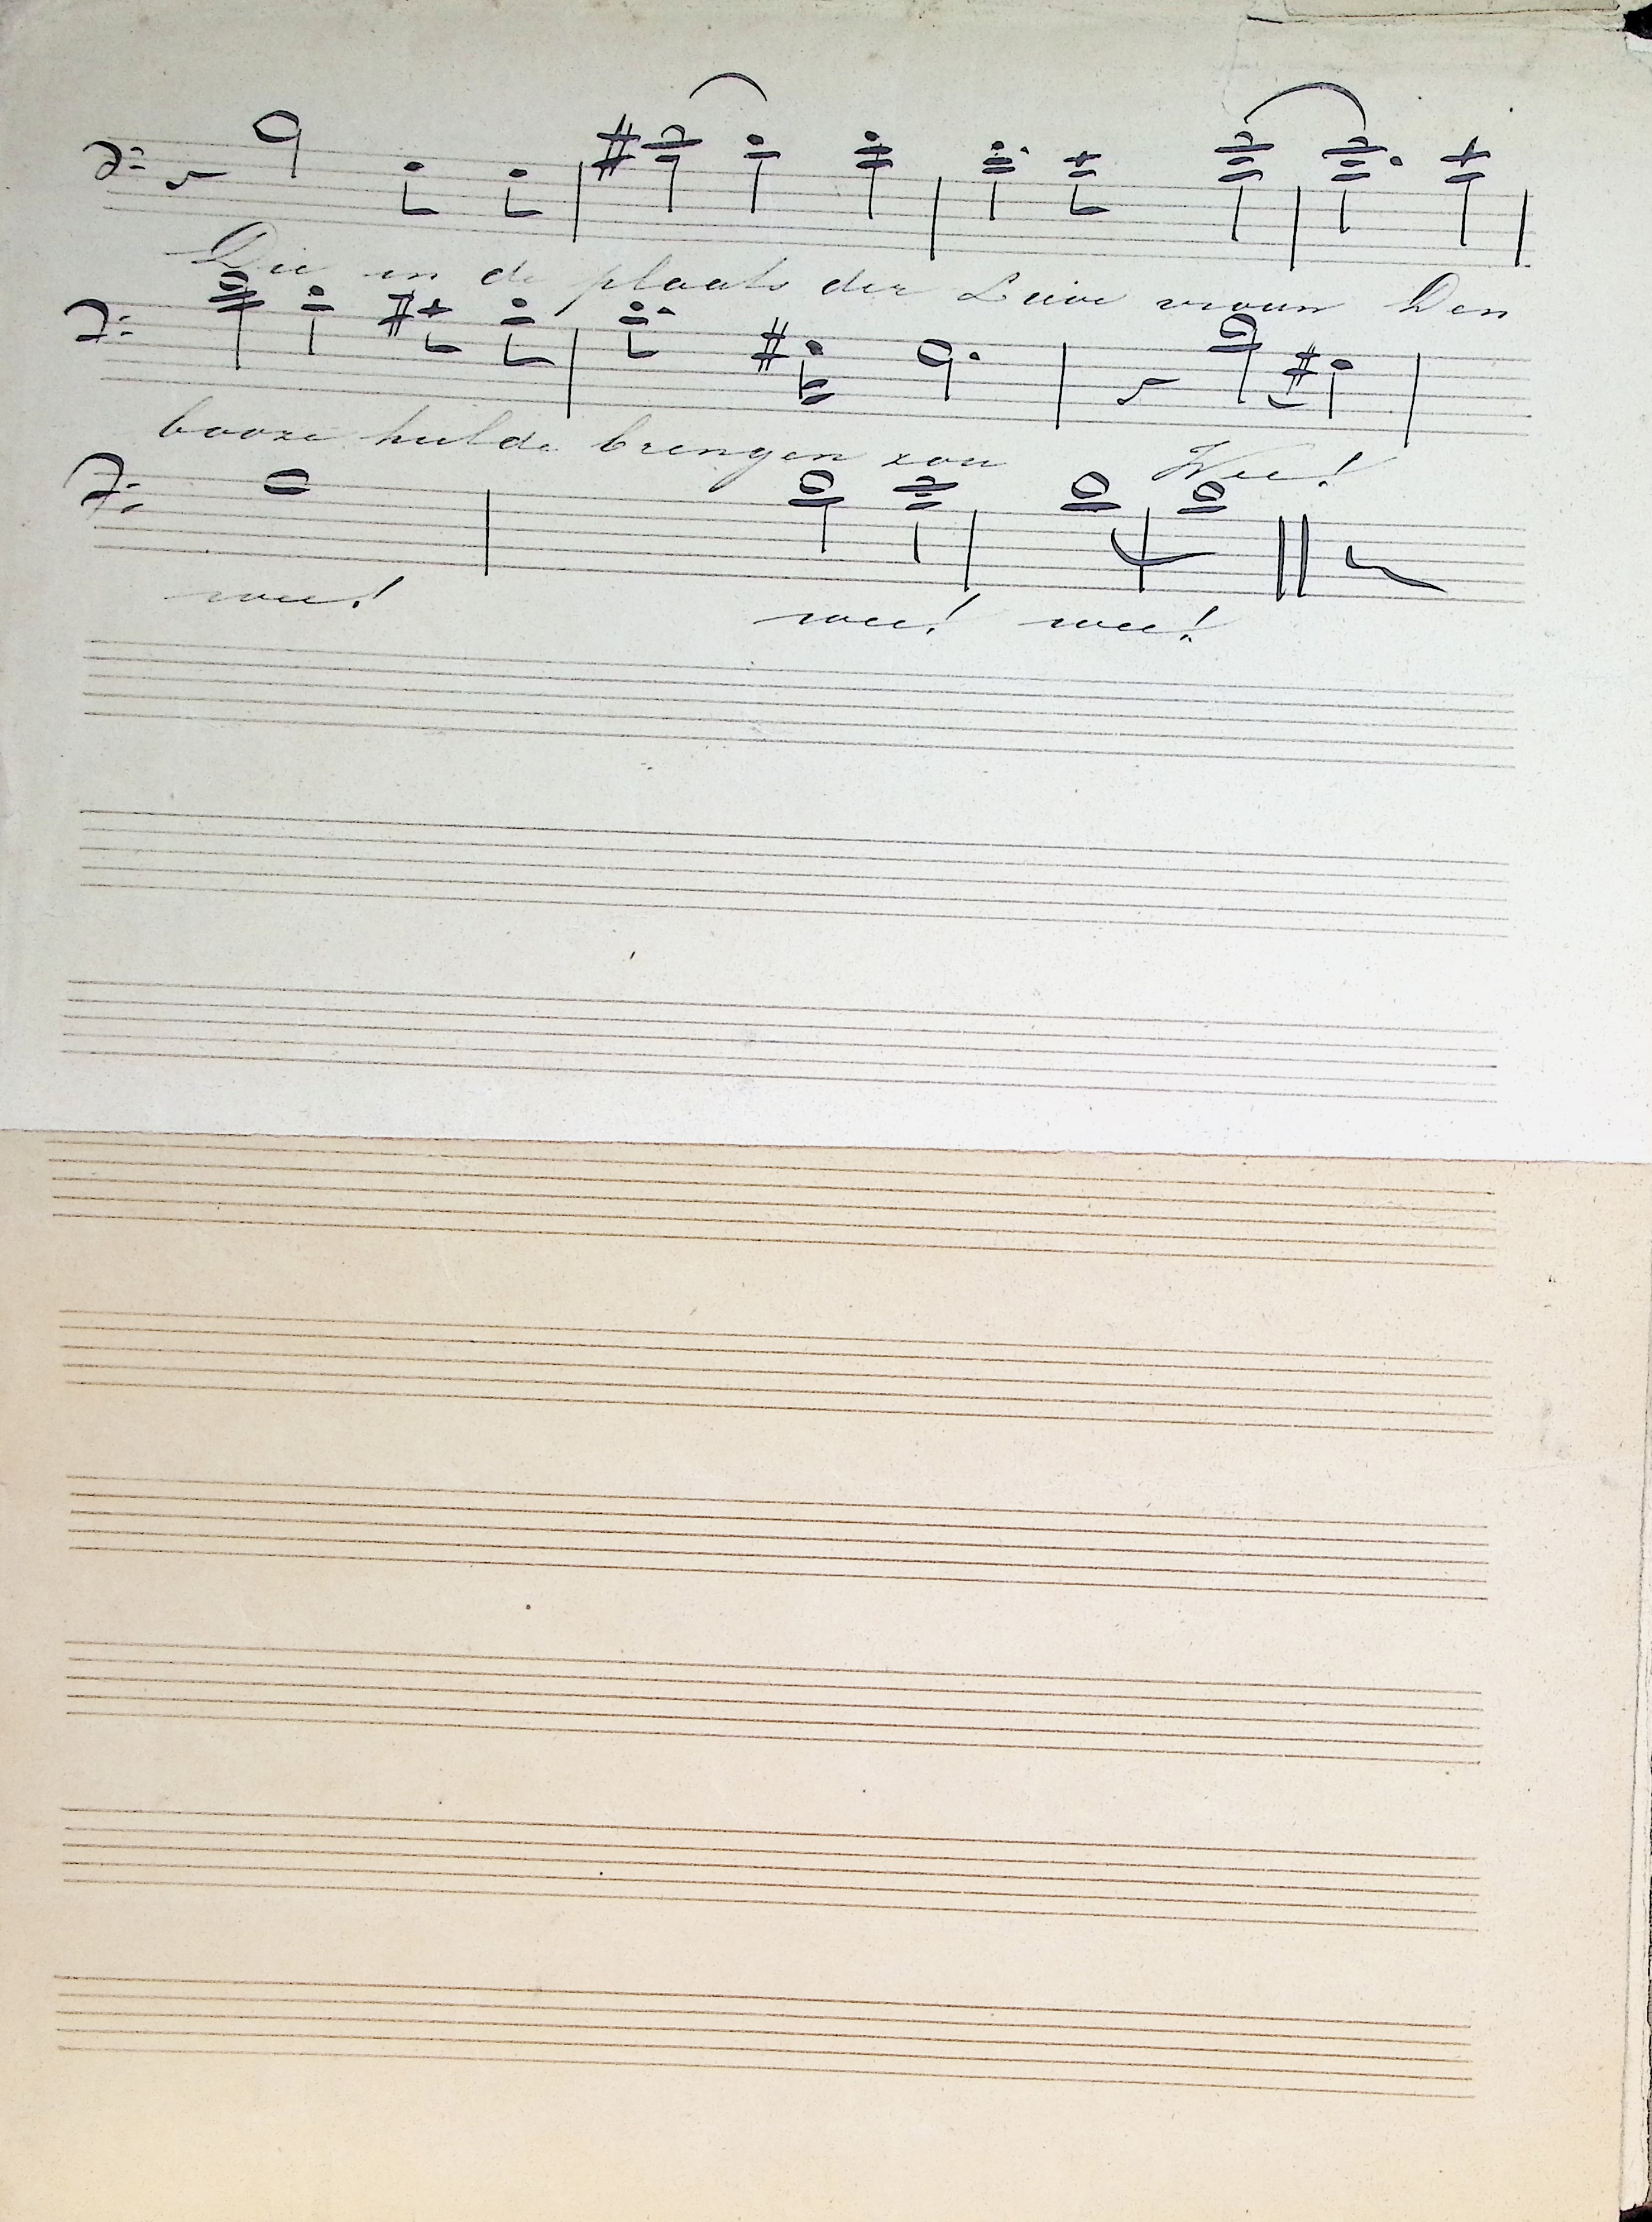 Die in de plaats der Lieve vrouw Den
booze hulde brengen zou Wee!
wee! wee! wee!